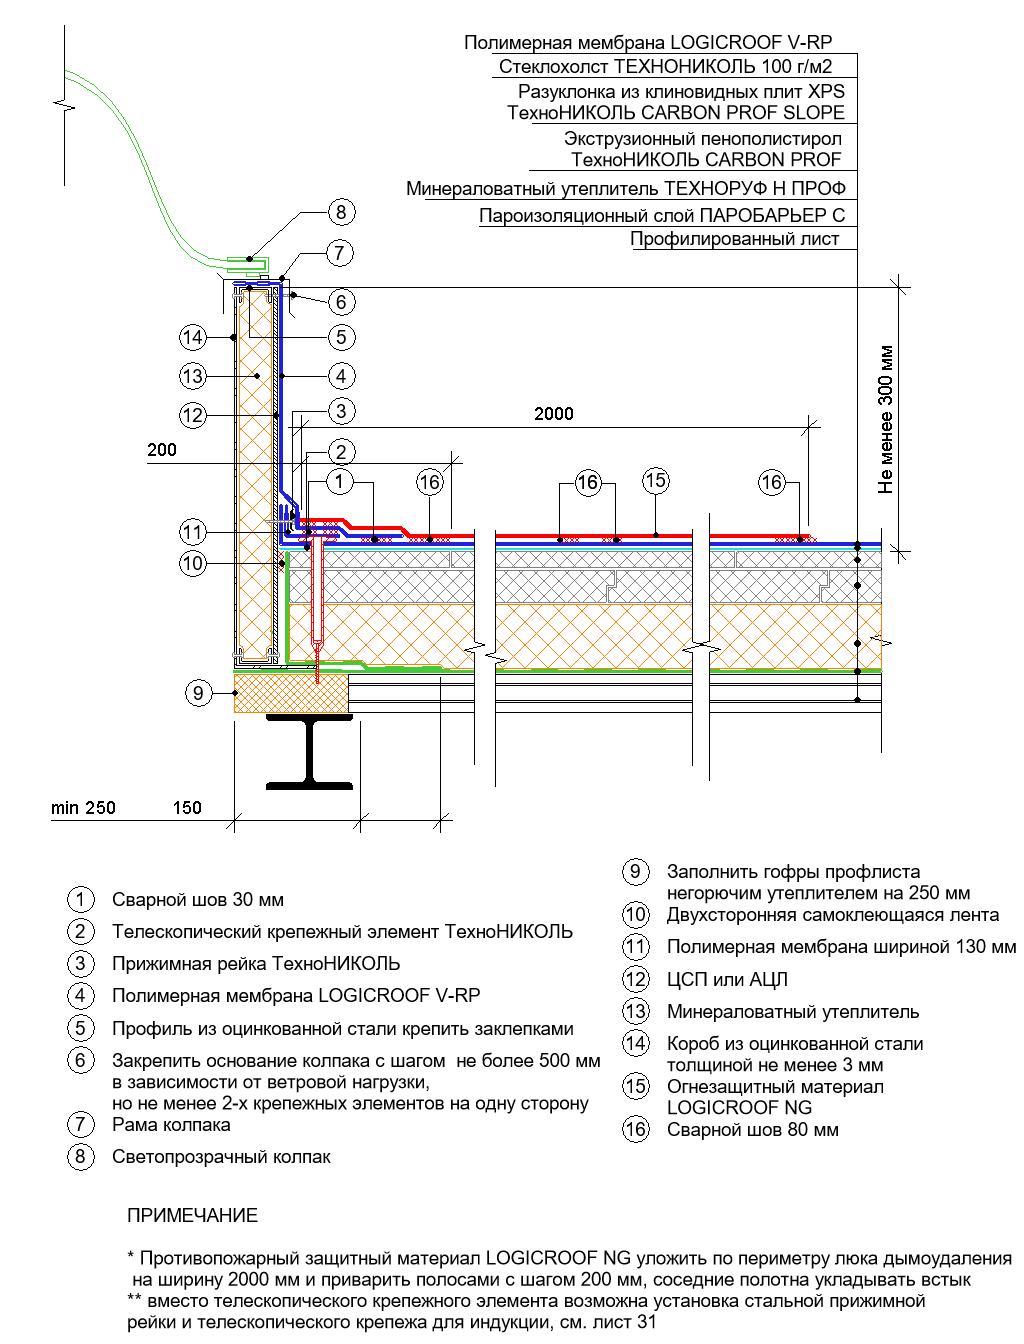 Полимерная мембрана LOGICROOF V-RP
Стеклохолст ТЕХНОНИКОЛЬ 100 г/м2
Разуклонка из клиновидных плит XPS
ТехноНИКОЛЬ CARBON PROF SLOPE
Экструзионный пенополистирол
ТехноНИКОЛЬ CARBON PROF
Минераловатный утеплитель ТЕХНОРУФ Н ПРОФ
Пароизоляционный слой ПАРОБАРЬЕР С
Профилированный лист
8
7
6
14
5
13
4
12
3
2000
Не менее 300 мм
200
2
1
16
16
15
16
11
10
9
min 250
150
1 Сварной шов 30 мм
2 Телескопический крепежный элемент ТехноНИКОЛЬ
3 Прижимная рейка ТехноНИКОЛЬ
4 Полимерная мембрана LOGICROOF V-RP
5 Профиль из оцинкованной стали крепить заклепками
6 Закрепить основание колпака с шагом не более 500 мм
в зависимости от ветровой нагрузки,
но не менее 2-х крепежных элементов на одну сторону
7 Рама колпака
8 Светопрозрачный колпак
9 Заполнить гофры профлиста
негорючим утеплителем на 250 мм
10 Двухсторонняя самоклеющаяся лента
11 Полимерная мембрана шириной 130 мм
12 ЦСП или АЦЛ
13 Минераловатный утеплитель
14 Короб из оцинкованной стали
толщиной не менее 3 мм
15 Огнезащитный материал
LOGICROOF NG
16 Сварной шов 80 мм
ПРИМЕЧАНИЕ
* Противопожарный защитный материал LOGICROOF NG уложить по периметру люка дымоудаления
на ширину 2000 мм и приварить полосами с шагом 200 мм, соседние полотна укладывать встык
** вместо телескопического крепежного элемента возможна установка стальной прижимной
рейки и телескопического крепежа для индукции, см. лист 31